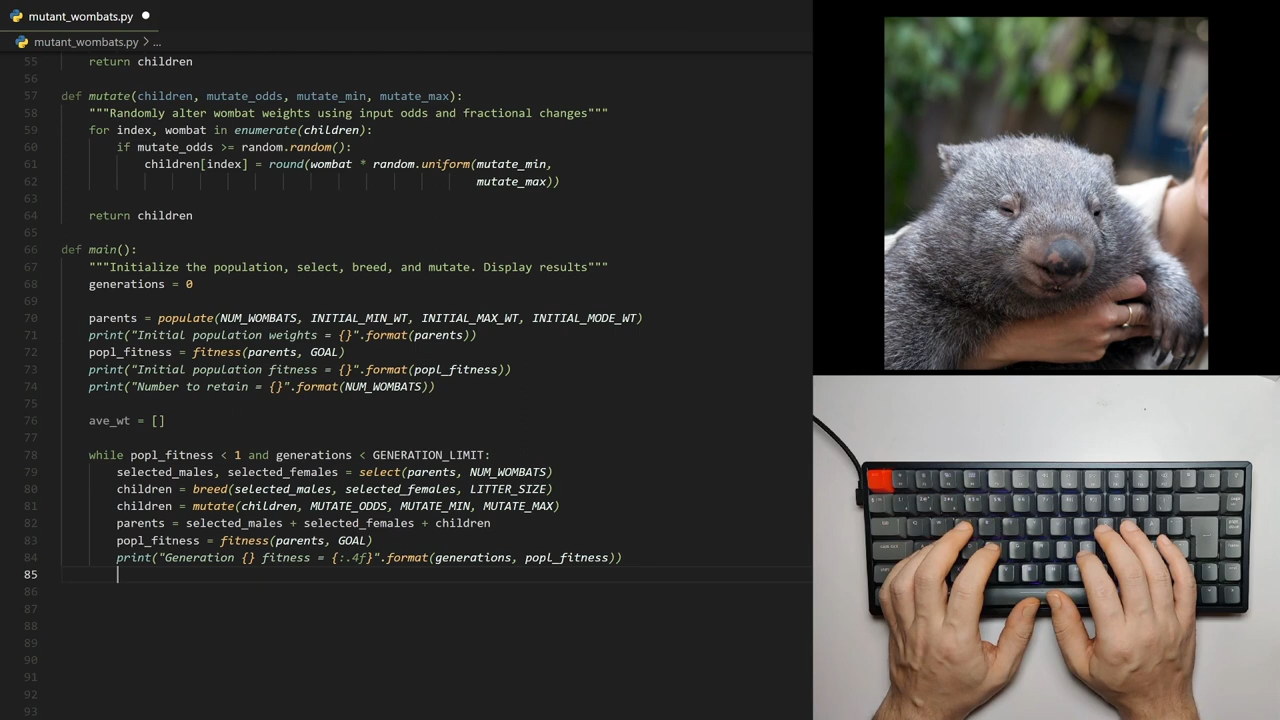 mutant_wombats.py
mutant_wombats.py > ...
55 return children
56
57 def mutate(children, mutate_odds, mutate_min, mutate_max):
58 """Randomly alter wombat weights using input odds and fractional changes"""
59 for index, wombat in enumerate(children):
60 if mutate_odds >= random.random():
61 children[index] = round(wombat * random.uniform(mutate_min,
62 mutate_max))
63
64 return children
65
66 def main():
67 """Initialize the population, select, breed, and mutate. Display results"""
68 generations = 0
69
70 parents = populate(NUM_WOMBATS, INITIAL_MIN_WT, INITIAL_MAX_WT, INITIAL_MODE_WT)
71 print("Initial population weights = {}".format(parents))
72 popl_fitness = fitness(parents, GOAL)
73 print("Initial population fitness = {}".format(popl_fitness))
74 print("Number to retain = {}".format(NUM_WOMBATS))
75
76 ave_wt = []
77
78 while popl_fitness < 1 and generations < GENERATION_LIMIT:
79 selected_males, selected_females = select(parents, NUM_WOMBATS)
80 children = breed(selected_males, selected_females, LITTER_SIZE)
81 children = mutate(children, MUTATE_ODDS, MUTATE_MIN, MUTATE_MAX)
82 parents = selected_males + selected_females + children
83 popl_fitness = fitness(parents, GOAL)
84 print("Generation {} fitness = {:.4f}".format(generations, popl_fitness))
85
86
87
88
89
90
91
92
93